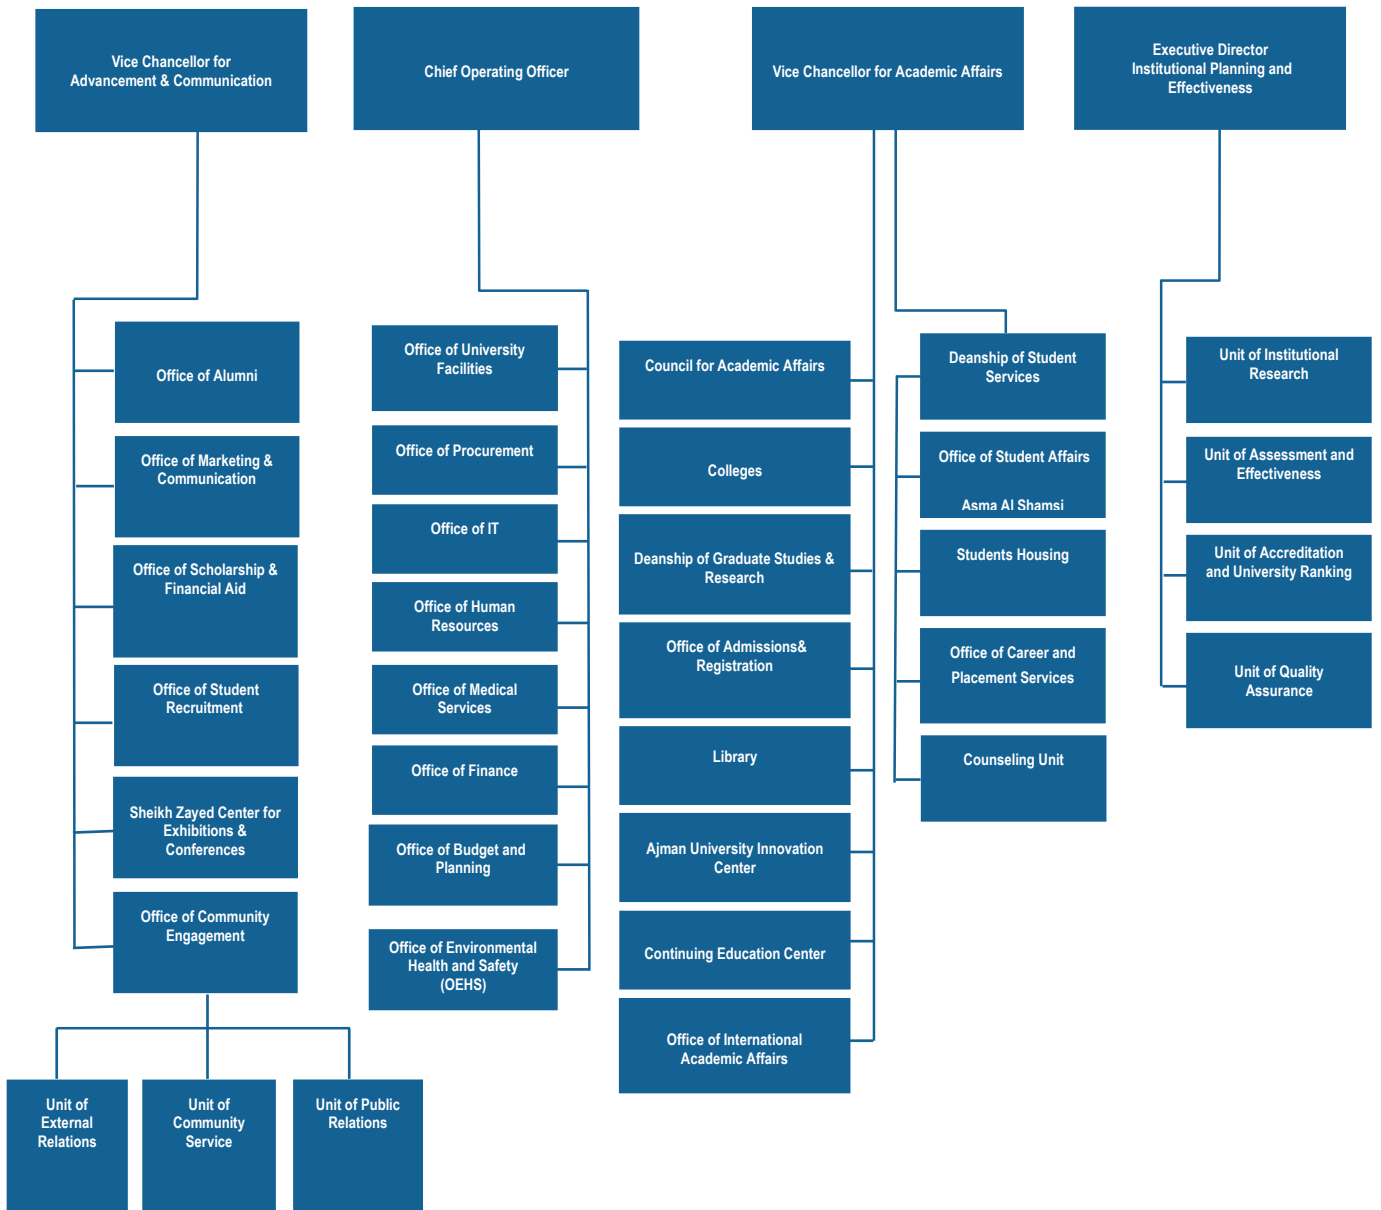 Vice Chancellor for
Advancement & Communication
Chief Operating Officer
Vice Chancellor for Academic Affairs
Executive Director
Institutional Planning and
Effectiveness
Office of Alumni
Office of Marketing &
Communication
Office of Scholarship &
Financial Aid
Office of Student
Recruitment
Sheikh Zayed Center for
Exhibitions &
Conferences
Office of Community
Engagement
Unit of
External
Relations
Unit of
Community
Service
Unit of Public
Relations
Office of University
Facilities
Office of Procurement
Office of IT
Office of Human
Resources
Office of Medical
Services
Office of Finance
Office of Budget and
Planning
Office of Environmental
Health and Safety
(OEHS)
Council for Academic Affairs
Colleges
Deanship of Graduate Studies &
Research
Office of Admissions&
Registration
Library
Ajman University Innovation
Center
Continuing Education Center
Office of International
Academic Affairs
Deanship of Student
Services
Office of Student Affairs
Asma Al Shamsi
Students Housing
Office of Career and
Placement Services
Counseling Unit
Unit of Institutional
Research
Unit of Assessment and
Effectiveness
Unit of Accreditation
and University Ranking
Unit of Quality
Assurance